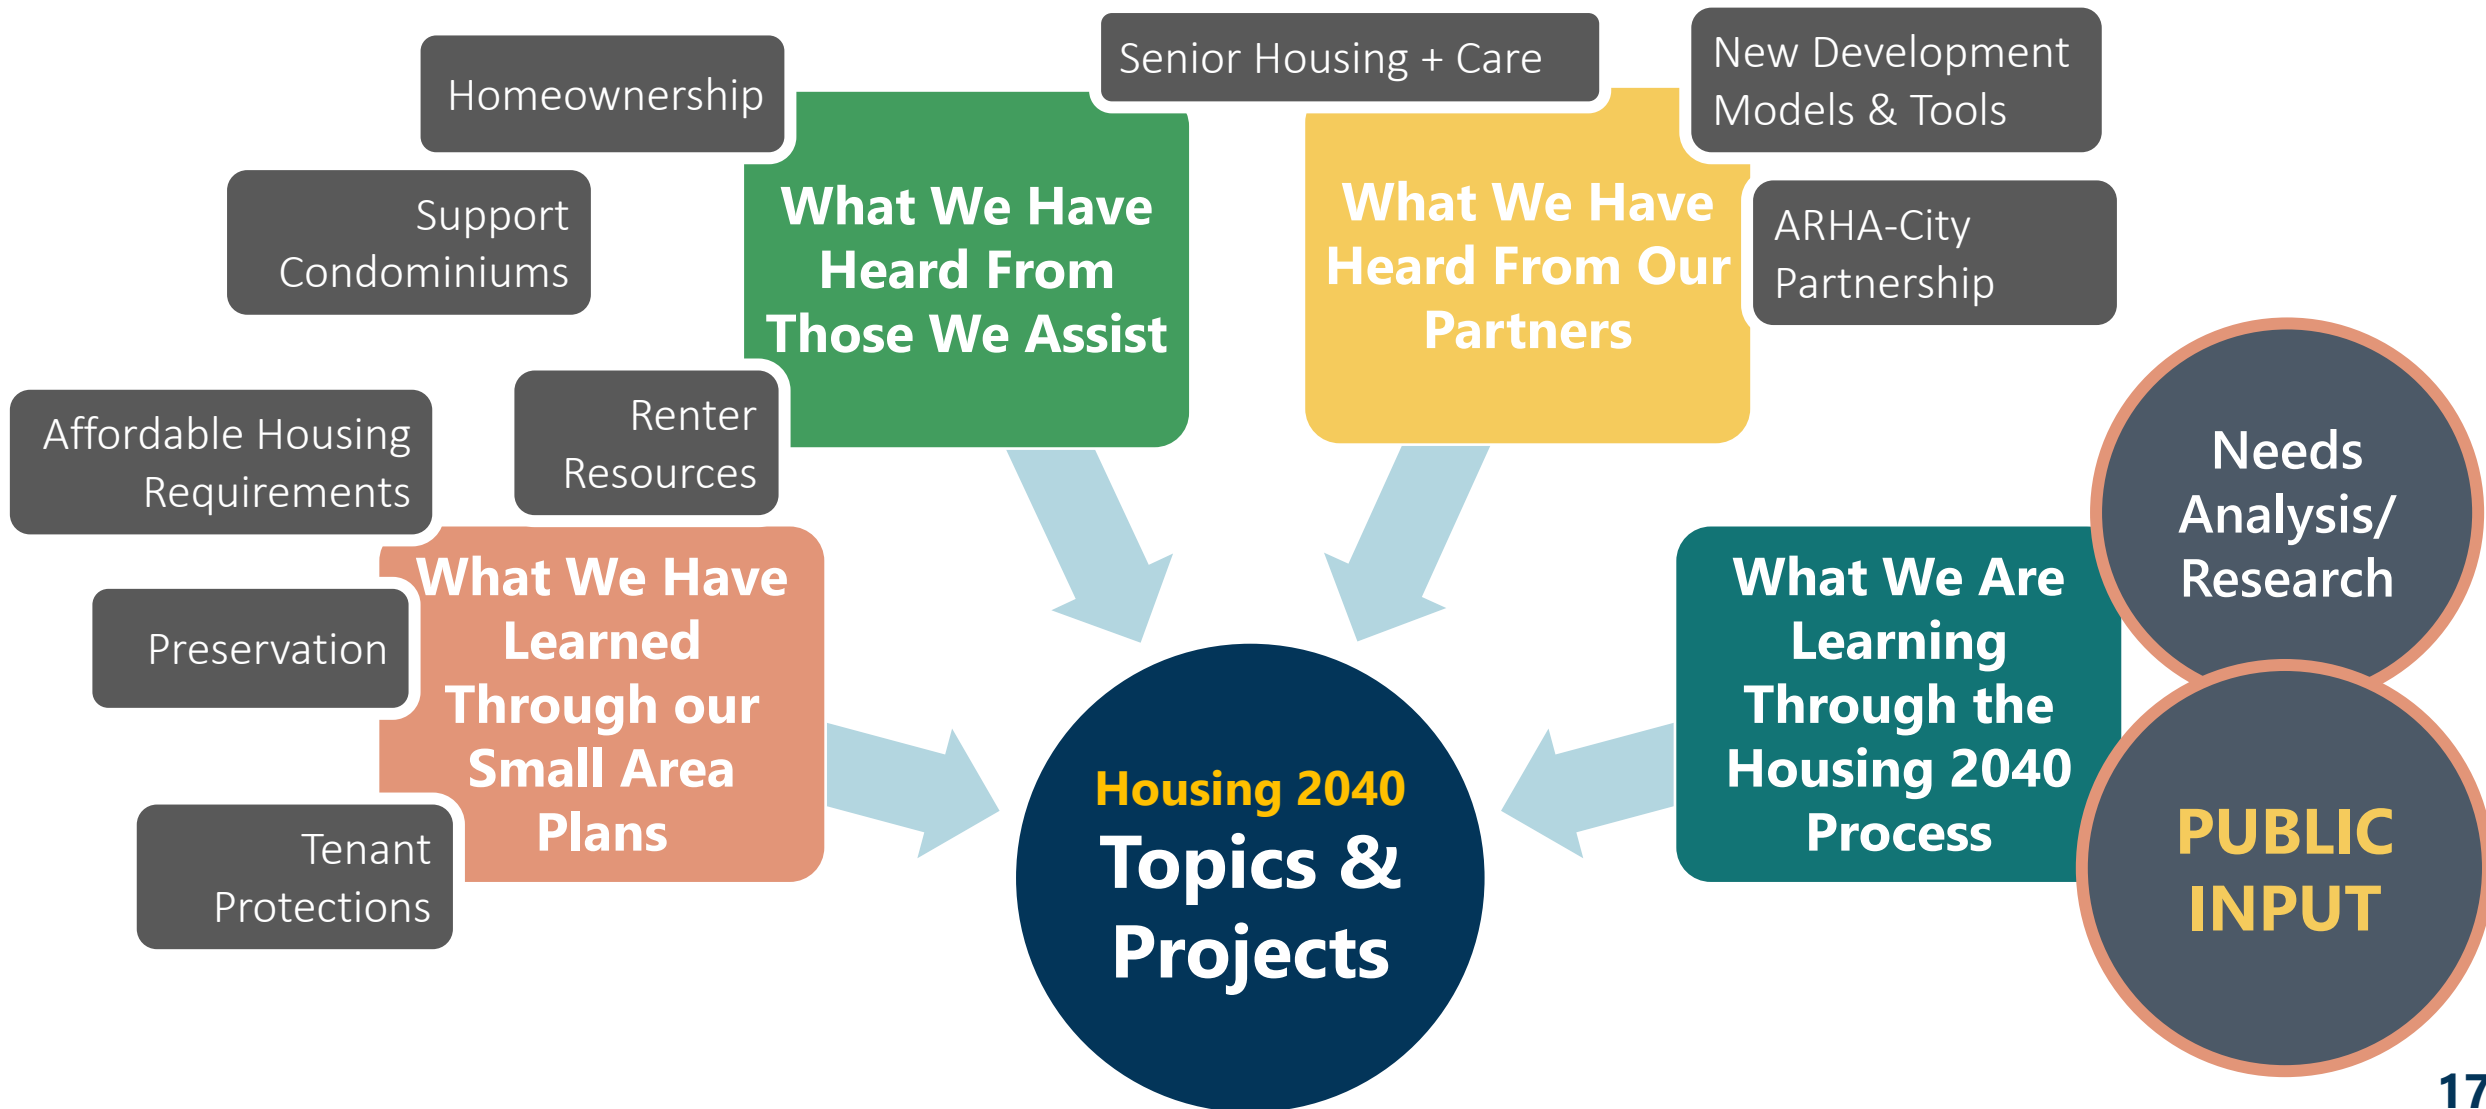 Homeownership
Senior Housing + Care
New Development
Models & Tools
Support
Condominiums
What We Have
Heard From
Those We Assist
What We Have
Heard From Our
Partners
ARHA-City
Partnership
Affordable Housing
Requirements
Renter
Resources
Needs
Analysis/
Research
What We Have
Learned
Through our
Small Area
Plans
What We Are
Learning
Through the
Housing 2040
Process
Preservation
Tenant
Protections
Housing 2040
Topics &
Projects
PUBLIC
INPUT
17